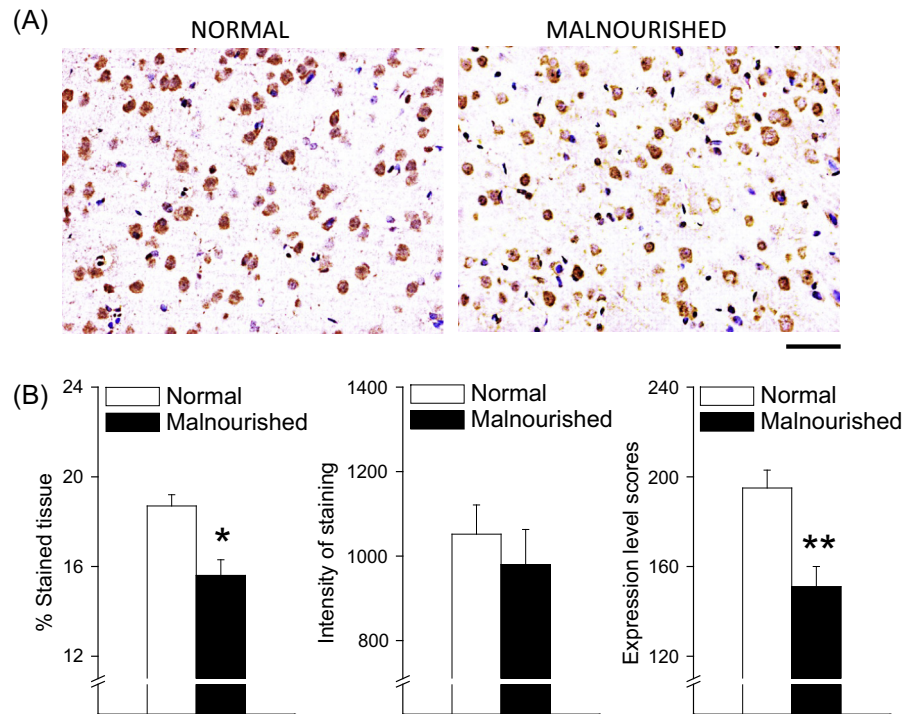 (A)
NORMAL
MALNOURISHED
(B)
% Stained tissue
24
20
16
12
Normal
Malnourished
*
Intensity of staining
1400
1200
1000
800
Normal
Malnourished
Expression level scores
240
200
160
120
Normal
Malnourished
**